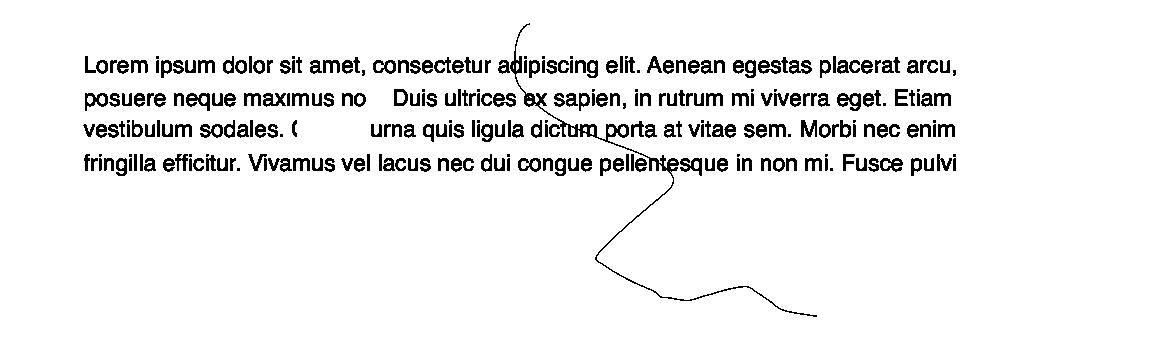 Lorem ipsum dolor sit amet, consectetur adipiscing elit. Aenean egestas placerat arcu,
posuere neque maximus no Duis ultrices ex sapien, in rutrum mi viverra eget. Etiam
vestibulum sodales. urna quis ligula dictum porta at vitae sem. Morbi nec enim
fringilla efficitur. Vivamus vel lacus nec dui congue pellentesque in non mi. Fusce pulvi